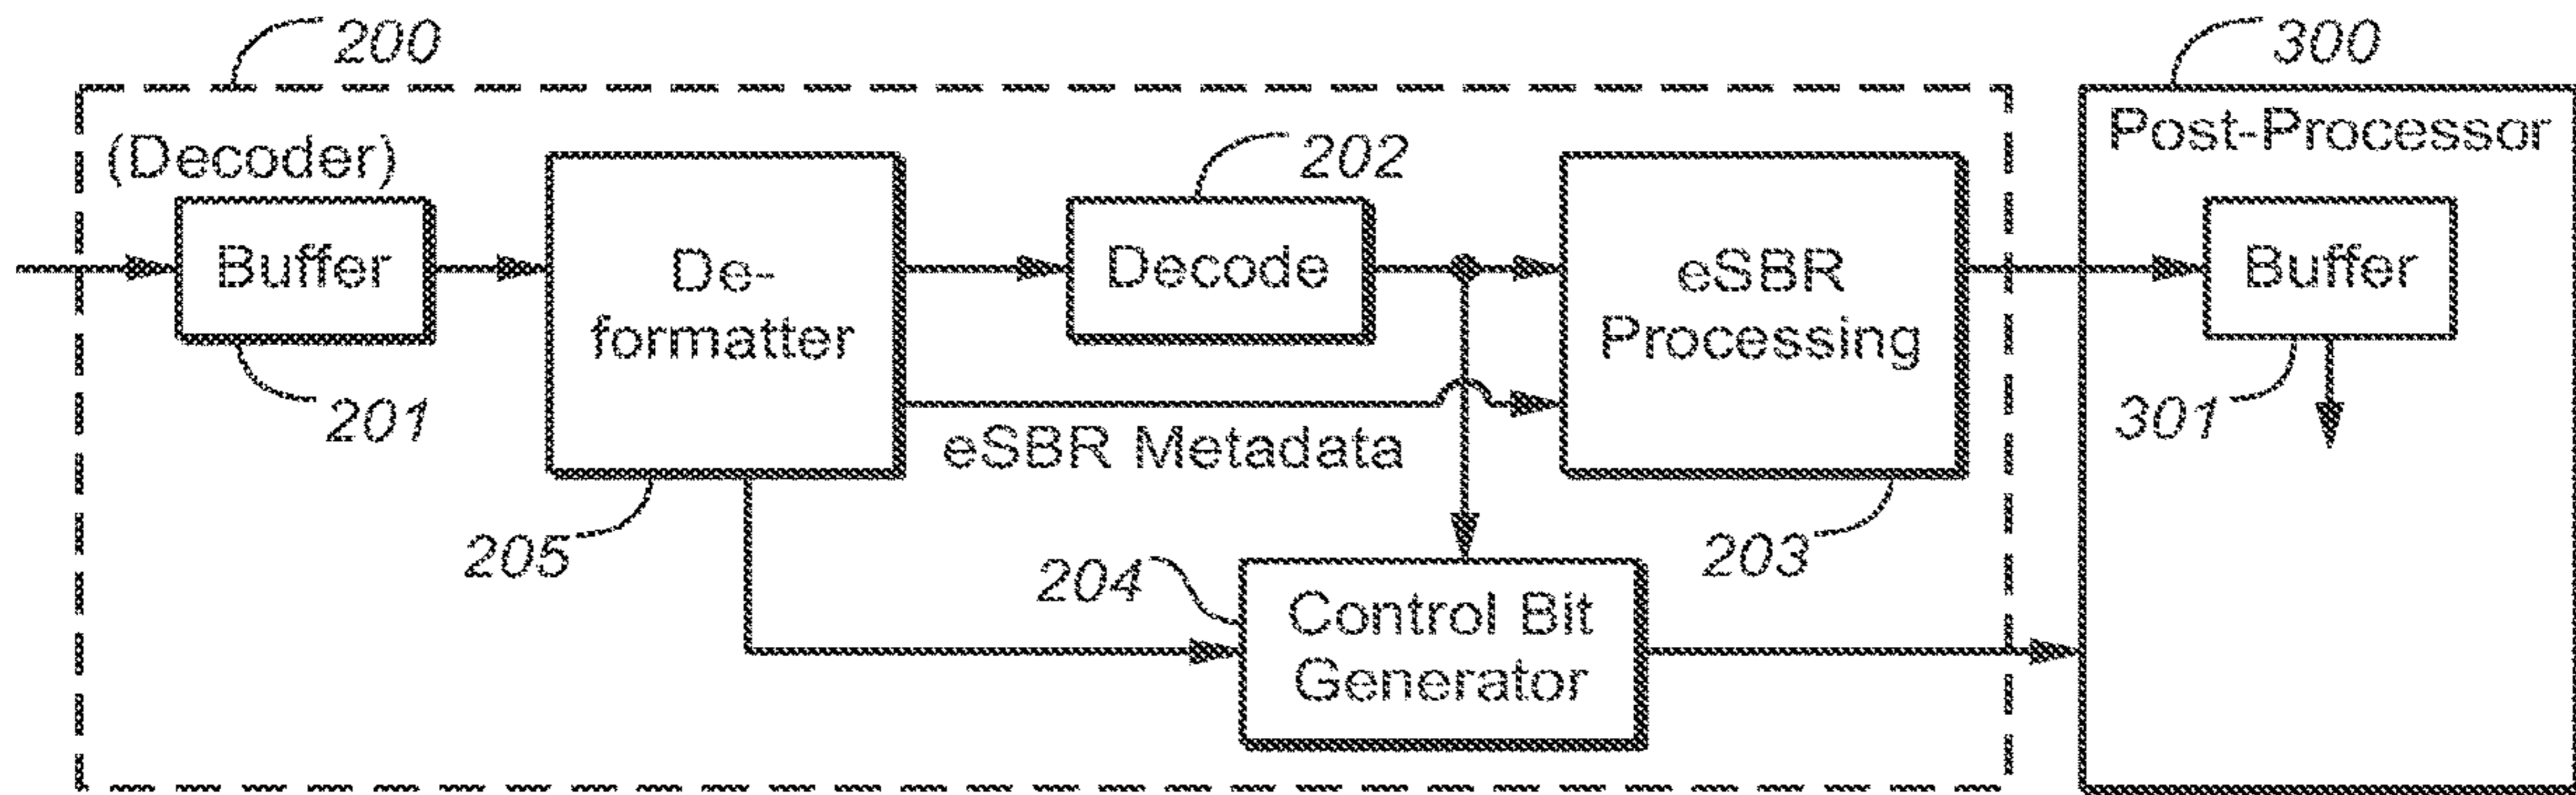 200
300
(Decoder)
Post-Processor
202
Buffer
De-
formatter
Decode
eSBR
Processing
Buffer
201
eSBR Metadata
301
205
204
203
Control Bit
Generator